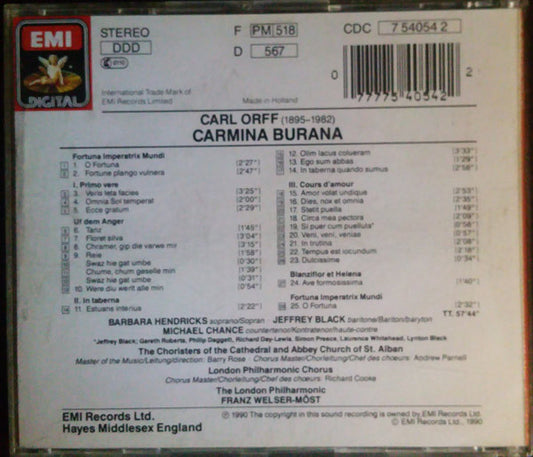 EMI
DIGITAL
STEREO
DDD
F PM 518
D 567
CDC 7 54054 2
International Trade Mark of
EMI Records Limited
Made in Holland
0 77775 40542 2
CARL ORFF (1895–1982)
CARMINA BURANA
Fortuna Imperatrix Mundi
1. O Fortuna (2'27")
2. Fortune plango vulnera (2'47")
I. Primo vere
3. Veris leta facies (3'25")
4. Omnia Sol temperat (2'00")
5. Ecce gratum (2'29")
Uf dem Anger
6. Tanz (1'45")
7. Floret silva (3'04")
8. Chramer, gip die varwe mir (3'15")
9. Reie (1'58")
Swaz hie gat umbe (0'30")
Chume, chum geselle min (1'39")
Swaz hie gat umbe (0'31")
10. Were diu werlt alle min (0'54")
II. In taberna
11. Estuans interius (2'22")
12. Olim lacus colueram (3'33")
13. Ego sum abbas (1'29")
14. In taberna quando sumus (2'58")
III. Cours d'amour
15. Amor volat undique (2'53")
16. Dies, nox et omnia (2'35")
17. Stetit puella (1'49")
18. Circa mea pectora (2'09")
19. Si puer cum puellula* (0'56")
20. Veni, veni, venias (0'57")
21. In trutina (2'08")
22. Tempus est iocundum (2'18")
23. Dulcissime (0'34")
Blanziflor et Helena
24. Ave formosissima (1'40")
Fortuna Imperatrix Mundi
25. O Fortuna (2'32")
TT. 57'44"
BARBARA HENDRICKS soprano/Sopran · JEFFREY BLACK baritone/Bariton/baryton
MICHAEL CHANCE countertenor/Kontratenor/haute-contre
*Jeffrey Black; Gareth Roberts, Philip Daggett, Richard Day-Lewis, Simon Preece, Laurence Whitehead, Lynton Black
The Choristers of the Cathedral and Abbey Church of St. Alban
Master of the Music/Leitung/direction: Barry Rose Chorus Master/Chorleitung/Chef des chœurs: Andrew Parnell
London Philharmonic Chorus
Chorus Master/Chorleitung/Chef des chœurs: Richard Cooke
The London Philharmonic
FRANZ WELSER-MÖST
EMI Records Ltd.
Hayes Middlesex England
℗ 1990 The copyright in this sound recording is owned by EMI Records Ltd.
© EMI Records Ltd., 1990